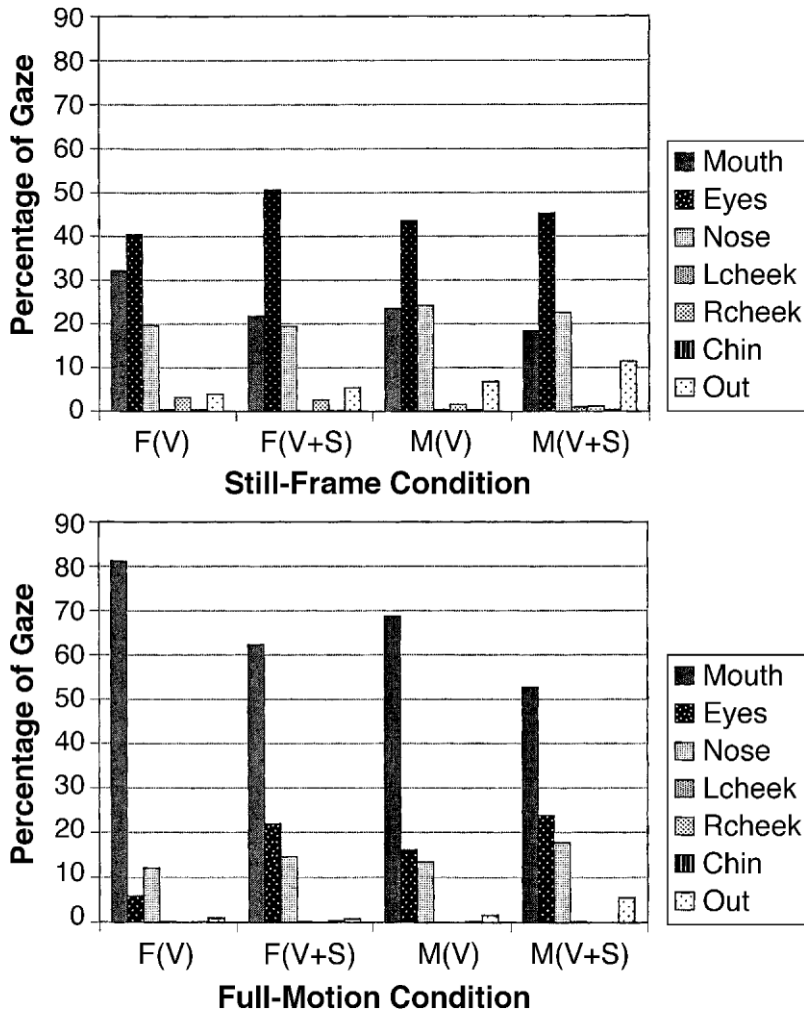 Percentage of Gaze
90
80
70
60
50
40
30
20
10
0
F(V) F(V+S) M(V) M(V+S)
Still-Frame Condition
Mouth
Eyes
Nose
Lcheek
Rcheek
Chin
Out
Percentage of Gaze
90
80
70
60
50
40
30
20
10
0
F(V) F(V+S) M(V) M(V+S)
Full-Motion Condition
Mouth
Eyes
Nose
Lcheek
Rcheek
Chin
Out